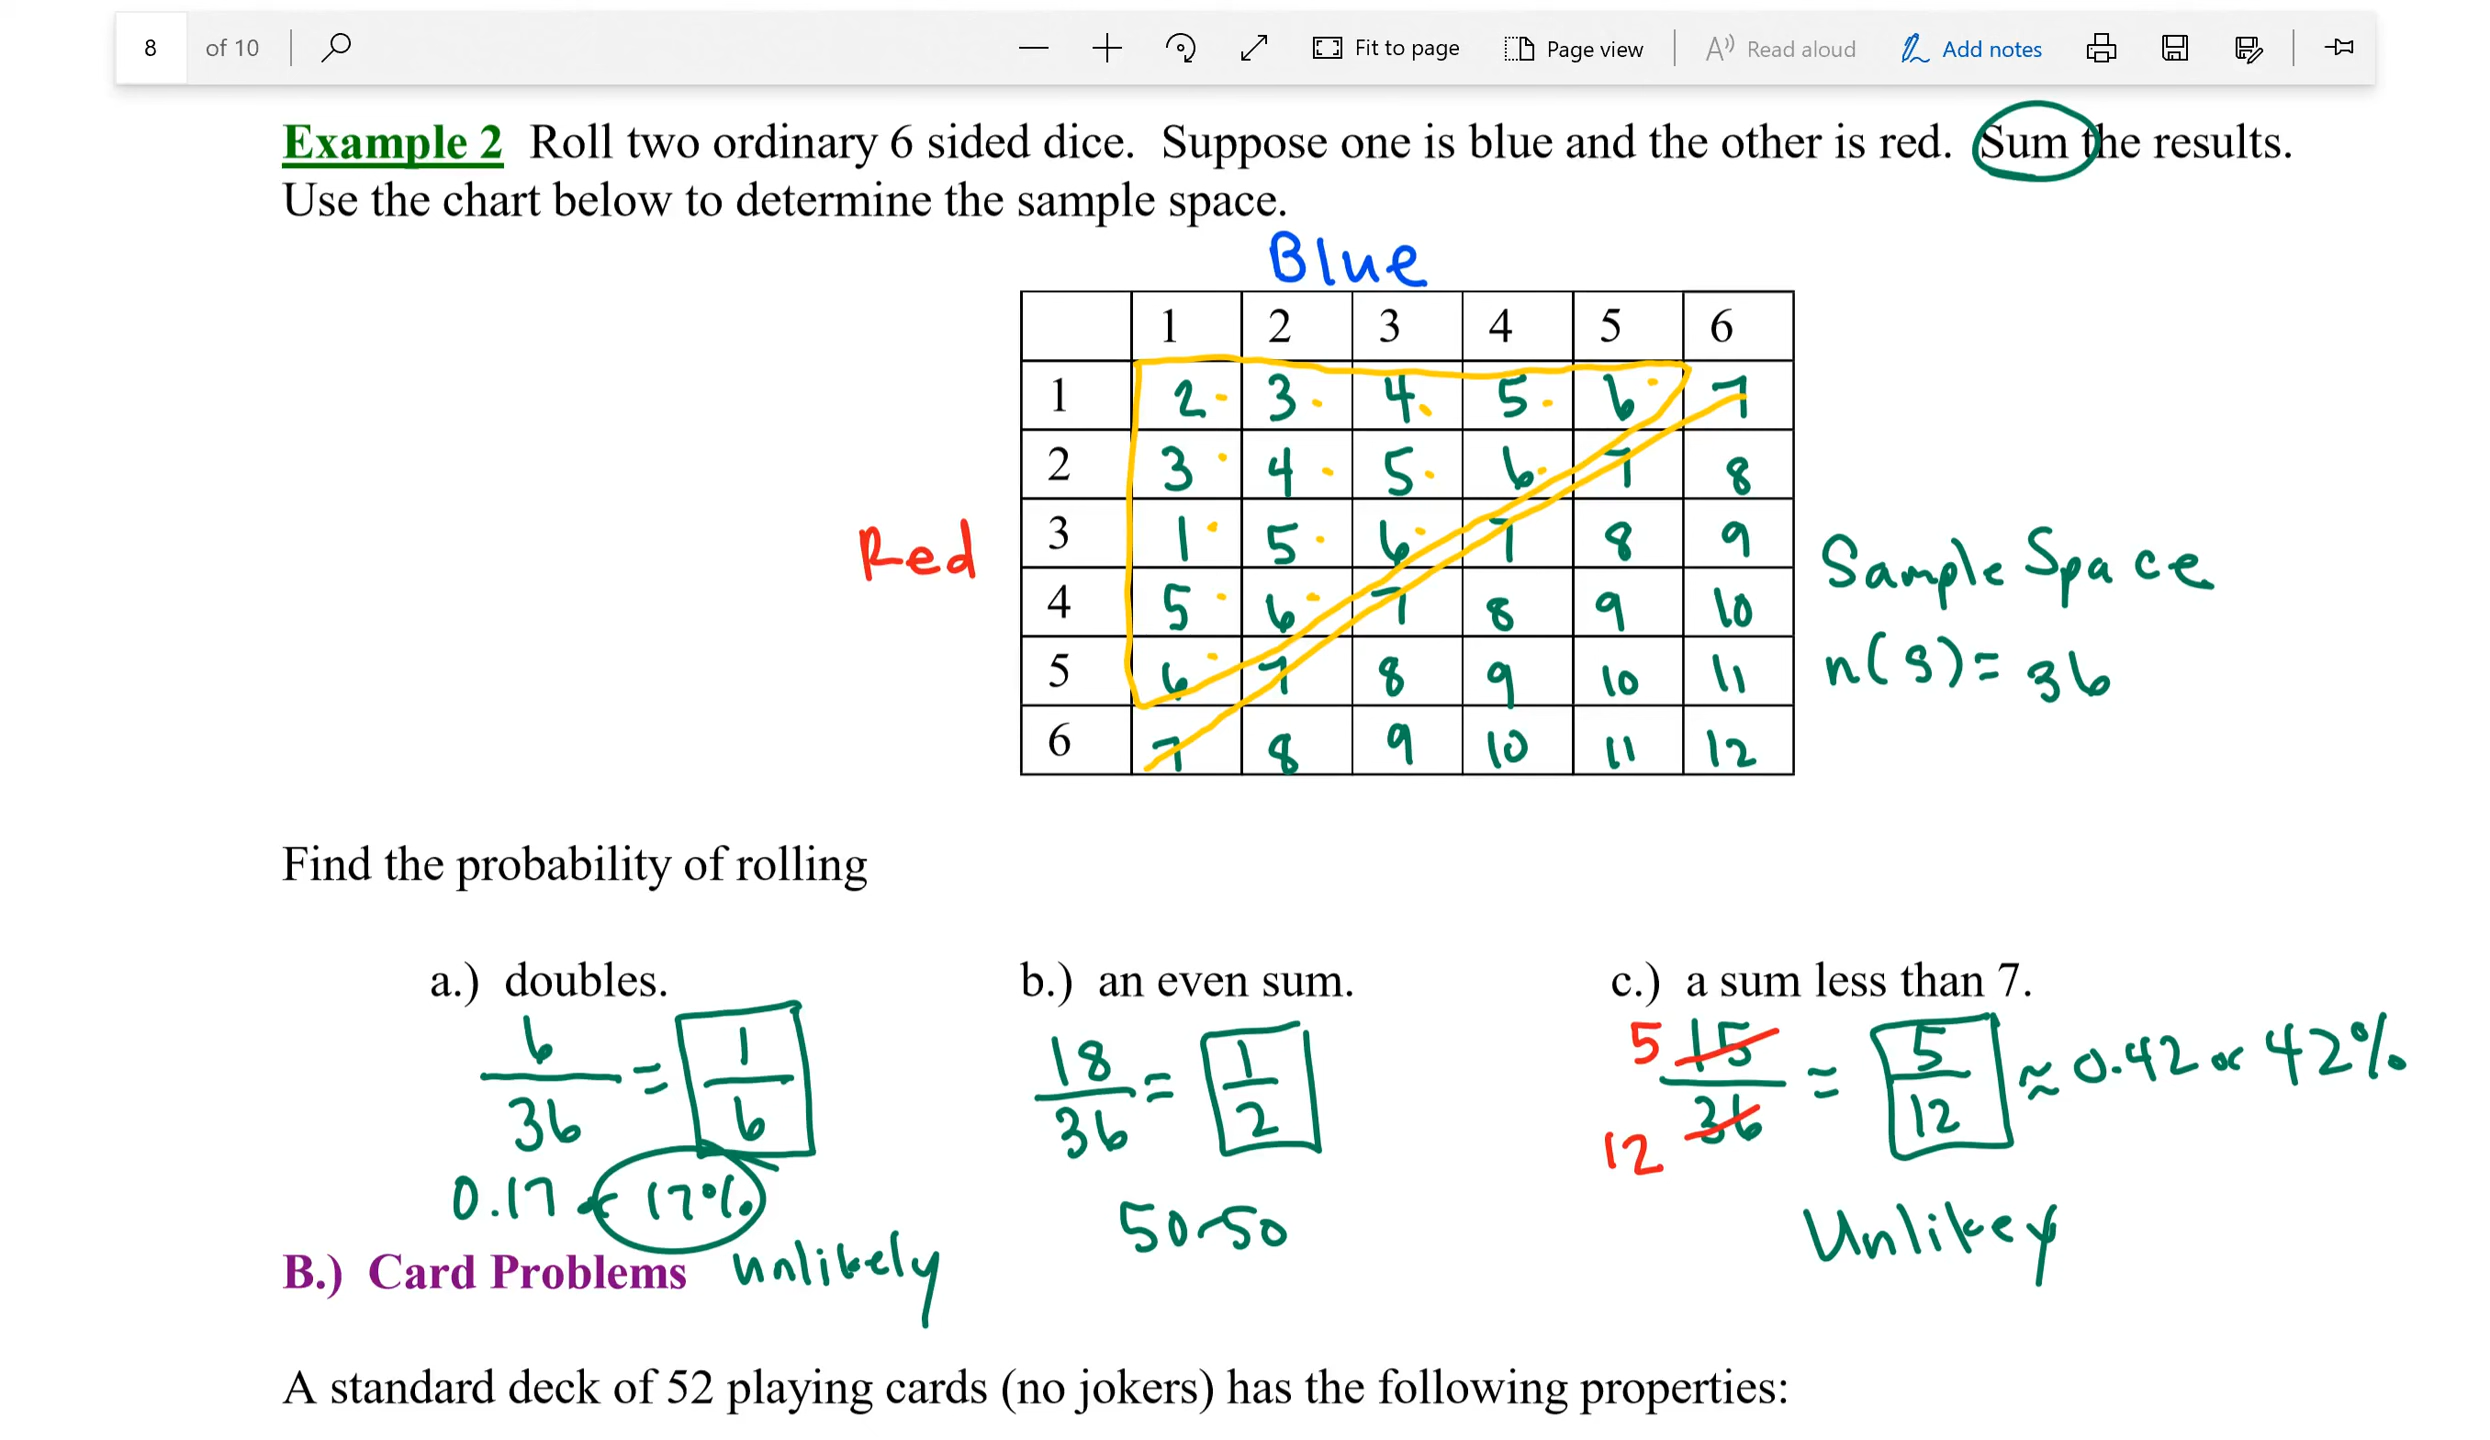 8 of 10 Fit to page Page view Read aloud Add notes
Example 2 Roll two ordinary 6 sided dice. Suppose one is blue and the other is red. Sum the results.
Use the chart below to determine the sample space.
Blue
1 2 3 4 5 6
1 2 3 4 5 6 7
2 3 4 5 6 7 8
Red
3 1 5 6 7 8 9
Sample Space
4 5 6 7 8 9 10
n(S) = 36
5 6 7 8 9 10 11
6 7 8 9 10 11 12
Find the probability of rolling
a.) doubles. b.) an even sum. c.) a sum less than 7.
6/36 = 1/6
18/36 = 1/2
5 15/36 12 = 5/12 ≈ 0.42 or 42%
0.17 17%
50-50
Unlikey
B.) Card Problems unlikely
A standard deck of 52 playing cards (no jokers) has the following properties: